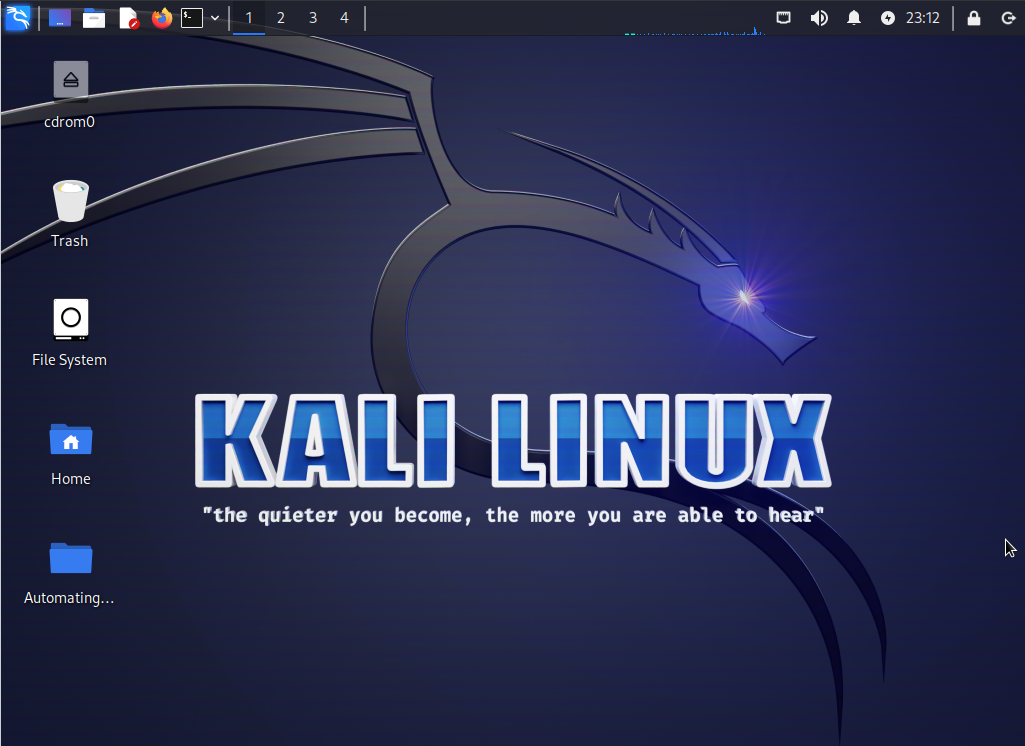 1 2 3 4 23:12
cdrom0
Trash
File System
Home
Automating...
KALI LINUX
"the quieter you become, the more you are able to hear"